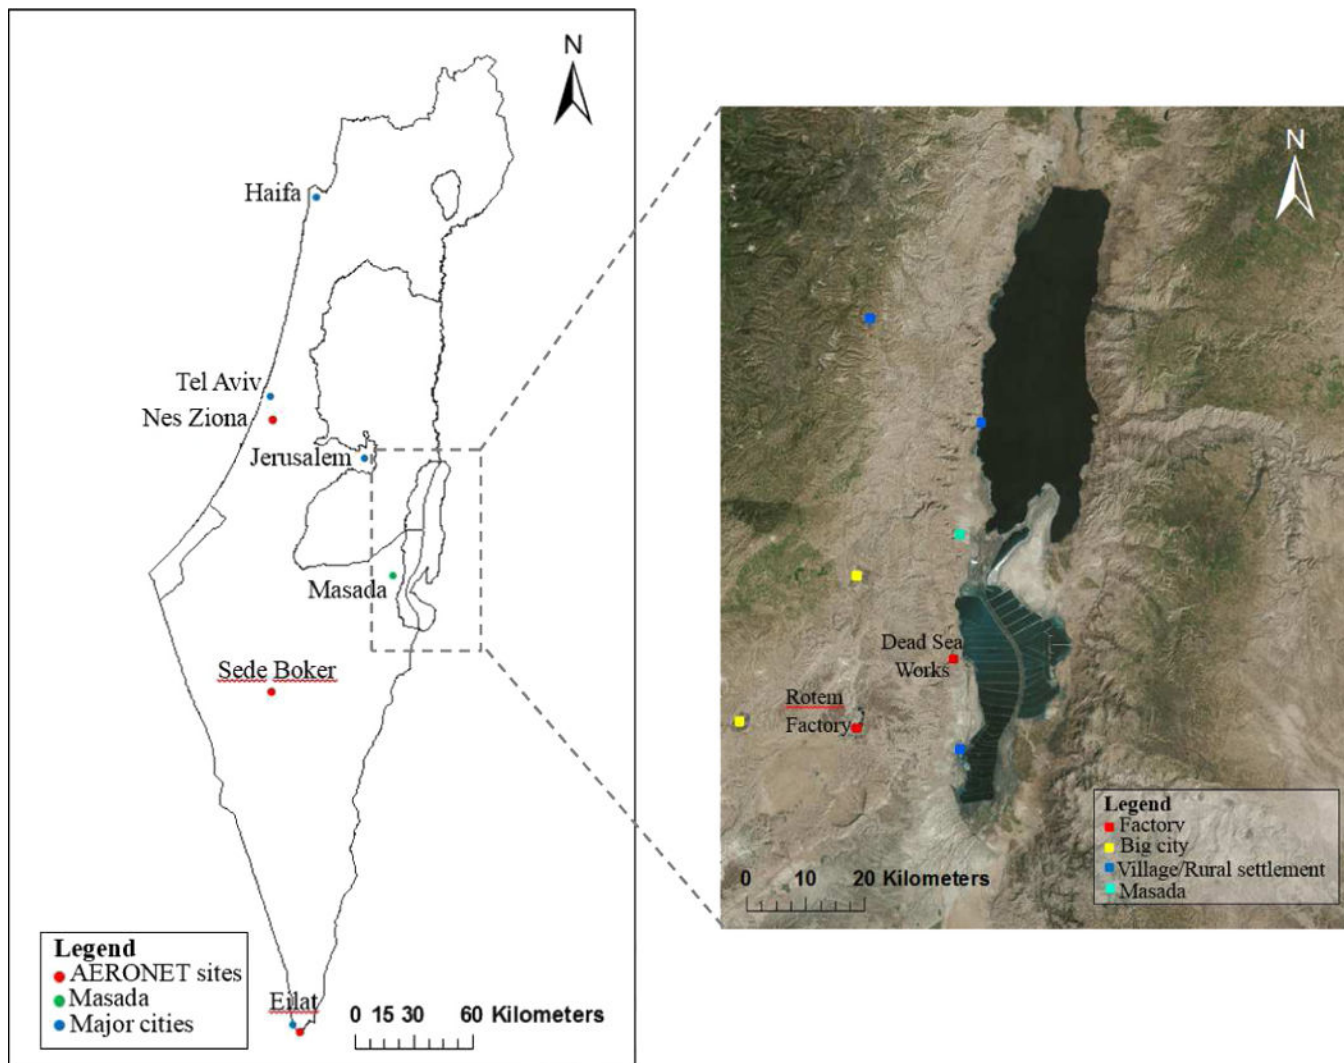 N
Haifa
Tel Aviv
Nes Ziona
Jerusalem
Masada
Sede Boker
Eilat
Legend
AERONET sites
Masada
Major cities
0 15 30 60 Kilometers
N
Dead Sea
Works
Rotem
Factory
Legend
Factory
Big city
Village/Rural settlement
Masada
0 10 20 Kilometers